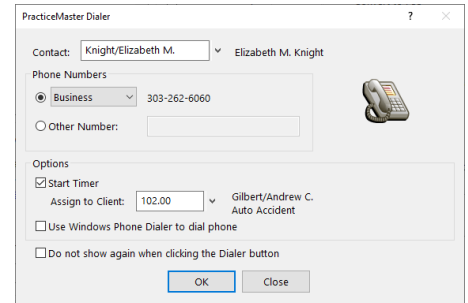 PracticeMaster Dialer ?
Contact: Knight/Elizabeth M. Elizabeth M. Knight
Phone Numbers
Business 303-262-6060
Other Number:
Options
Start Timer
Assign to Client: 102.00 Gilbert/Andrew C.
Auto Accident
Use Windows Phone Dialer to dial phone
Do not show again when clicking the Dialer button
OK Close